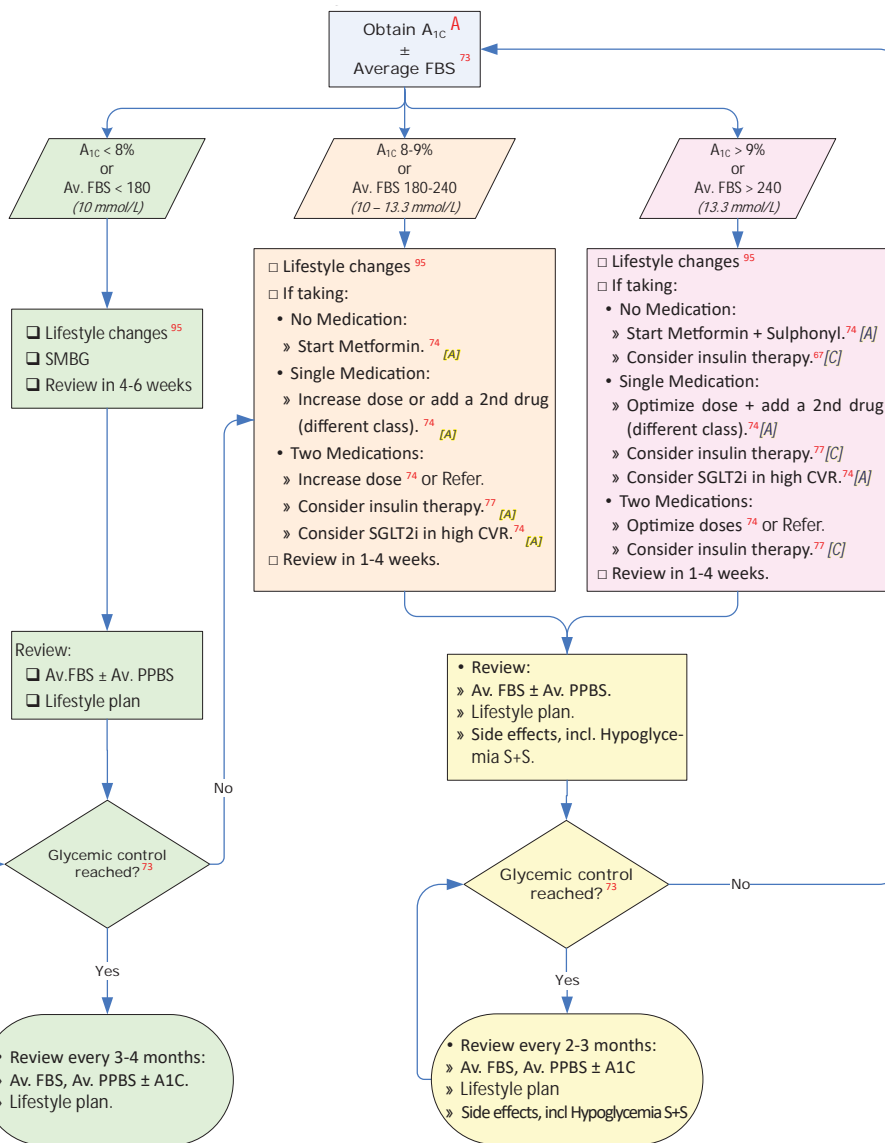 Obtain A1C A
±
Average FBS 73
A1C < 8%
or
Av. FBS < 180
(10 mmol/L)
A1C 8-9%
or
Av. FBS 180-240
(10 – 13.3 mmol/L)
A1C > 9%
or
Av. FBS > 240
(13.3 mmol/L)
❑ Lifestyle changes 95
❑ SMBG
❑ Review in 4-6 weeks
□ Lifestyle changes 95
□ If taking:
• No Medication:
» Start Metformin. 74 [A]
• Single Medication:
» Increase dose or add a 2nd drug
(different class). 74 [A]
• Two Medications:
» Increase dose 74 or Refer.
» Consider insulin therapy.77 [A]
» Consider SGLT2i in high CVR.74 [A]
□ Review in 1-4 weeks.
□ Lifestyle changes 95
□ If taking:
• No Medication:
» Start Metformin + Sulphonyl.74 [A]
» Consider insulin therapy.67 [C]
• Single Medication:
» Optimize dose + add a 2nd drug
(different class).74 [A]
» Consider insulin therapy.77 [C]
» Consider SGLT2i in high CVR.74 [A]
• Two Medications:
» Optimize doses 74 or Refer.
» Consider insulin therapy.77 [C]
□ Review in 1-4 weeks.
Review:
❑ Av.FBS ± Av. PPBS
❑ Lifestyle plan
• Review:
» Av. FBS ± Av. PPBS.
» Lifestyle plan.
» Side effects, incl. Hypoglyce-
mia S+S.
No
Glycemic control
reached? 73
Glycemic control
reached? 73
No
Yes
Yes
• Review every 3-4 months:
• Av. FBS, Av. PPBS ± A1C.
• Lifestyle plan.
• Review every 2-3 months:
» Av. FBS, Av. PPBS ± A1C
» Lifestyle plan
» Side effects, incl Hypoglycemia S+S